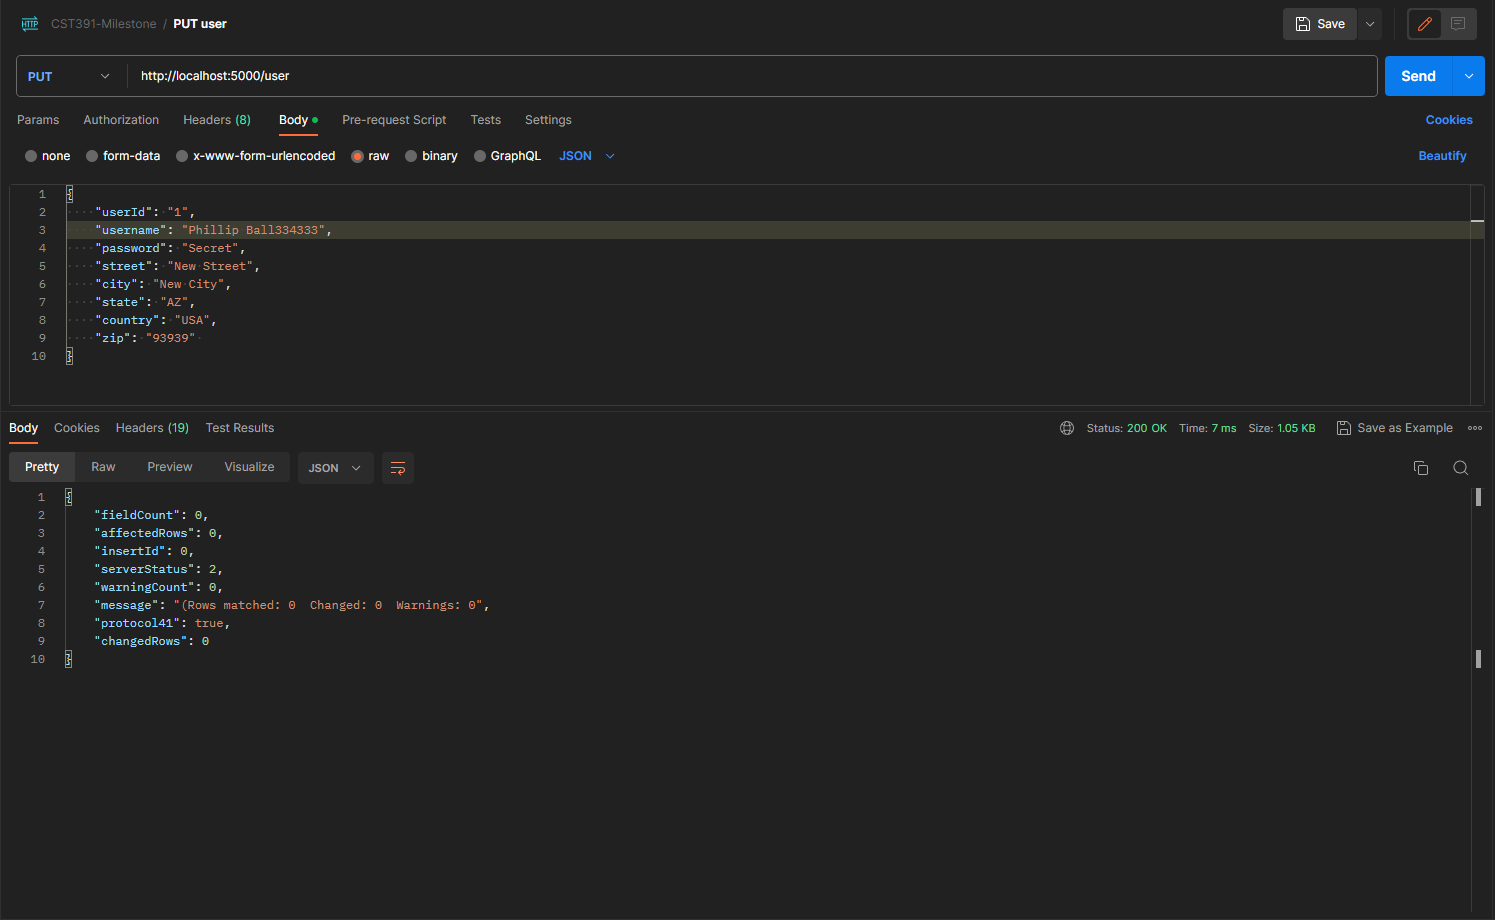 HTTP CST391-Milestone / PUT user Save
PUT http://localhost:5000/user Send
Params Authorization Headers (8) Body Pre-request Script Tests Settings Cookies
none form-data x-www-form-urlencoded raw binary GraphQL JSON Beautify
1 {
2 "userId": "1",
3 "username": "Phillip Ball334333",
4 "password": "Secret",
5 "street": "New Street",
6 "city": "New City",
7 "state": "AZ",
8 "country": "USA",
9 "zip": "93939"
10 }
Body Cookies Headers (19) Test Results Status: 200 OK Time: 7 ms Size: 1.05 KB Save as Example
Pretty Raw Preview Visualize JSON
1 {
2 "fieldCount": 0,
3 "affectedRows": 0,
4 "insertId": 0,
5 "serverStatus": 2,
6 "warningCount": 0,
7 "message": "(Rows matched: 0  Changed: 0  Warnings: 0",
8 "protocol41": true,
9 "changedRows": 0
10 }